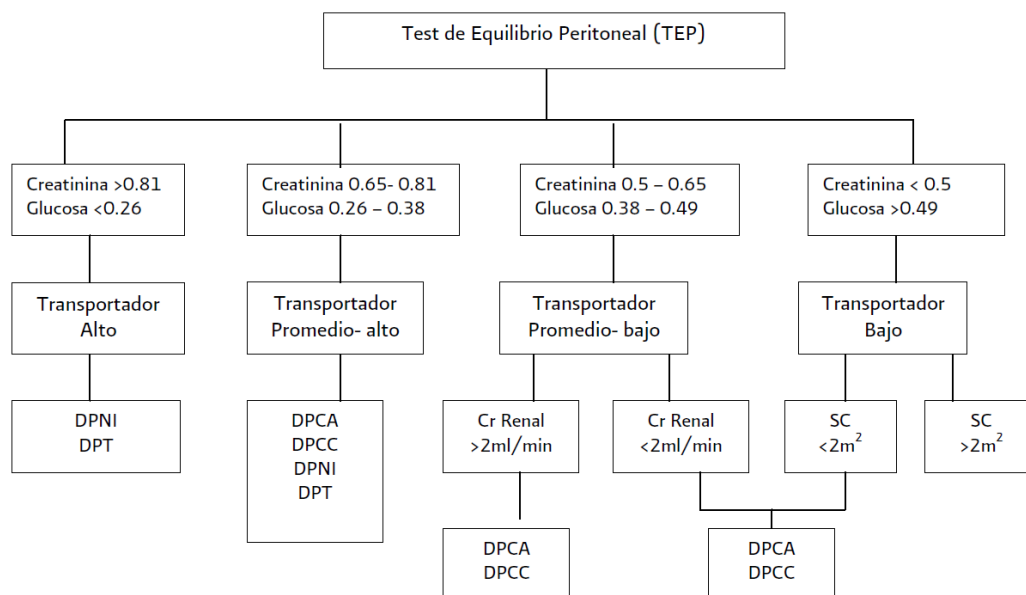 Test de Equilibrio Peritoneal (TEP)
Creatinina >0.81
Glucosa <0.26
Creatinina 0.65- 0.81
Glucosa 0.26 – 0.38
Creatinina 0.5 – 0.65
Glucosa 0.38 – 0.49
Creatinina < 0.5
Glucosa >0.49
Transportador
Alto
Transportador
Promedio- alto
Transportador
Promedio- bajo
Transportador
Bajo
DPNI
DPT
DPCA
DPCC
DPNI
DPT
Cr Renal
>2ml/min
Cr Renal
<2ml/min
SC
<2m²
SC
>2m²
DPCA
DPCC
DPCA
DPCC